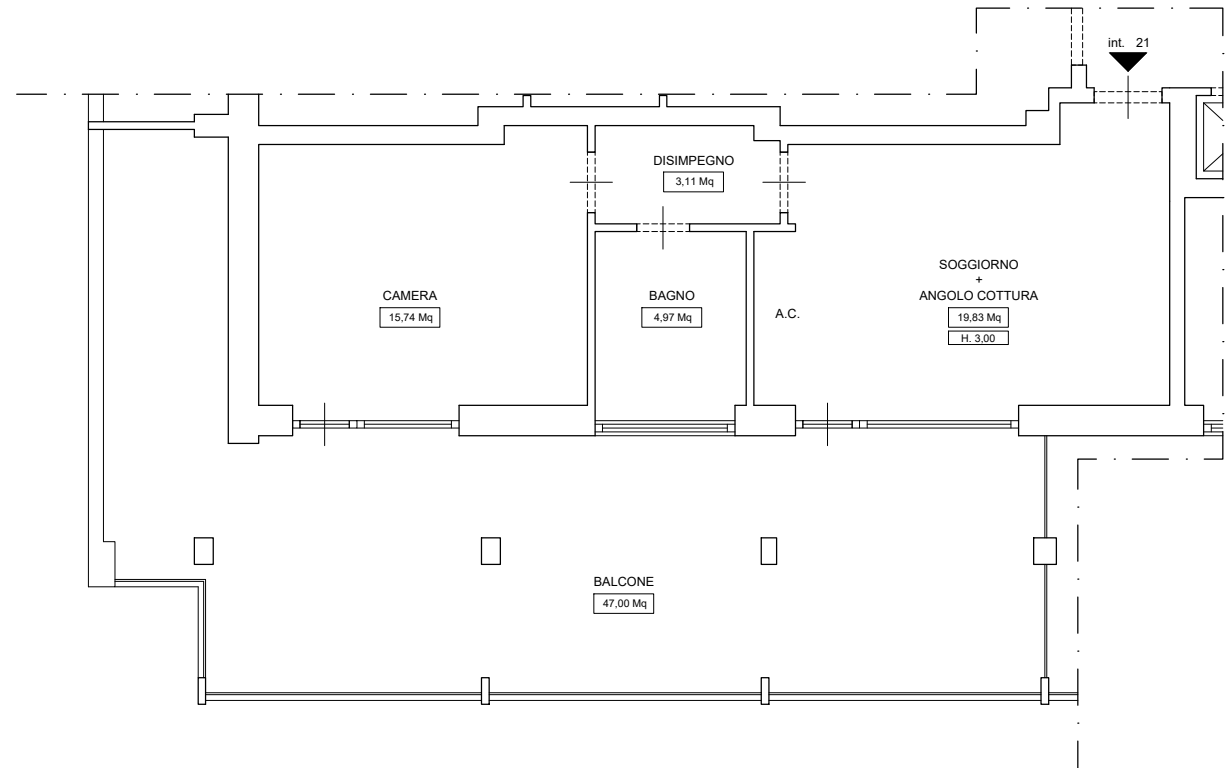 int. 21
DISIMPEGNO
3,11 Mq
CAMERA
15,74 Mq
BAGNO
4,97 Mq
A.C.
SOGGIORNO
+
ANGOLO COTTURA
19,83 Mq
H. 3,00
BALCONE
47,00 Mq